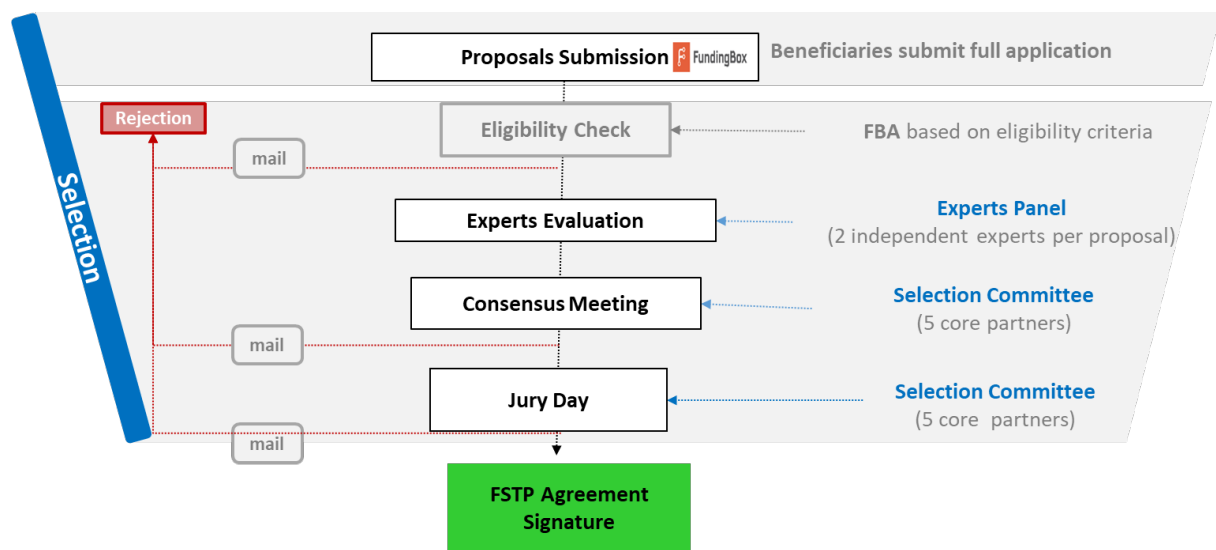 Proposals Submission FundingBox
Beneficiaries submit full application
Rejection
Eligibility Check
FBA based on eligibility criteria
mail
Selection
Experts Evaluation
Experts Panel
(2 independent experts per proposal)
Consensus Meeting
Selection Committee
(5 core partners)
mail
Jury Day
Selection Committee
(5 core partners)
mail
FSTP Agreement
Signature